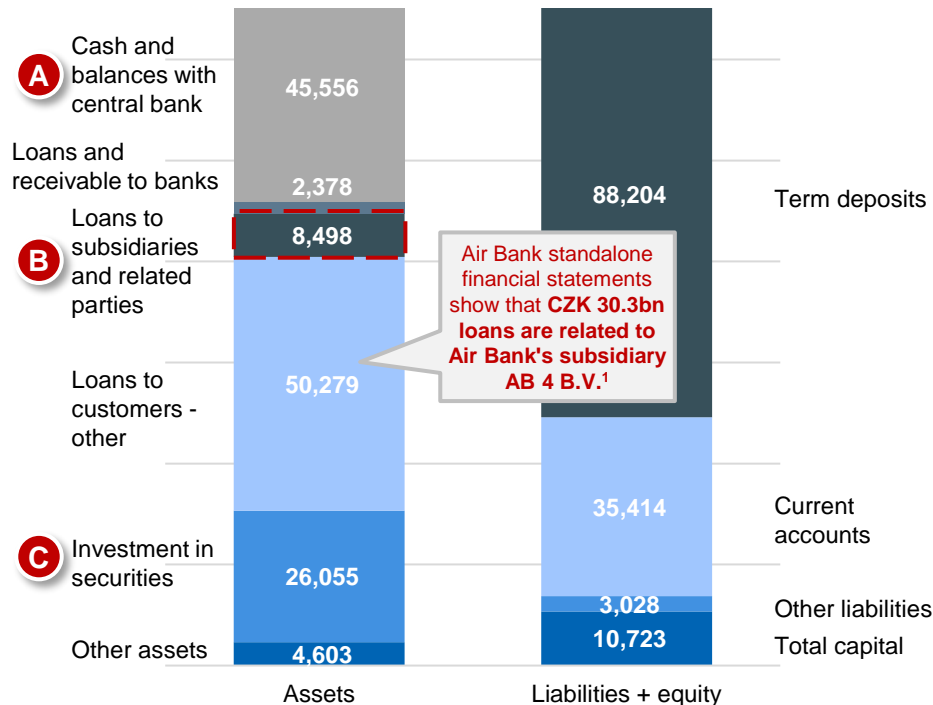 A
Cash and
balances with
central bank
45,556
Loans and
receivable to banks
2,378
B
Loans to
subsidiaries
and related
parties
8,498
Loans to
customers -
other
50,279
C
Investment in
securities
26,055
Other assets
4,603
Assets
Air Bank standalone
financial statements
show that CZK 30.3bn
loans are related to
Air Bank's subsidiary
AB 4 B.V.¹
88,204
Term deposits
35,414
Current
accounts
3,028
Other liabilities
10,723
Total capital
Liabilities + equity